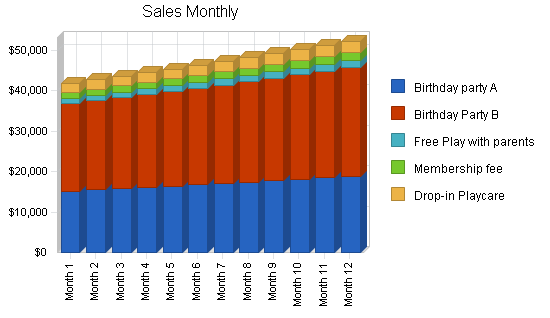 Sales Monthly
$50,000
$40,000
$30,000
$20,000
$10,000
$0
Month 1
Month 2
Month 3
Month 4
Month 5
Month 6
Month 7
Month 8
Month 9
Month 10
Month 11
Month 12
Birthday party A
Birthday Party B
Free Play with parents
Membership fee
Drop-in Playcare